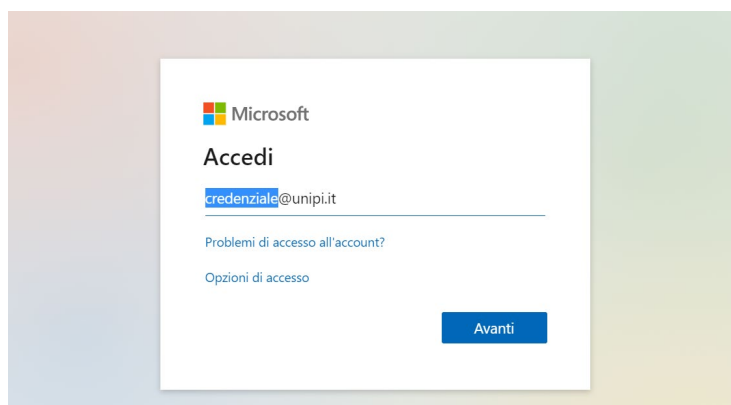 Microsoft
Accedi
credenziale@unipi.it
Problemi di accesso all'account?
Opzioni di accesso
Avanti